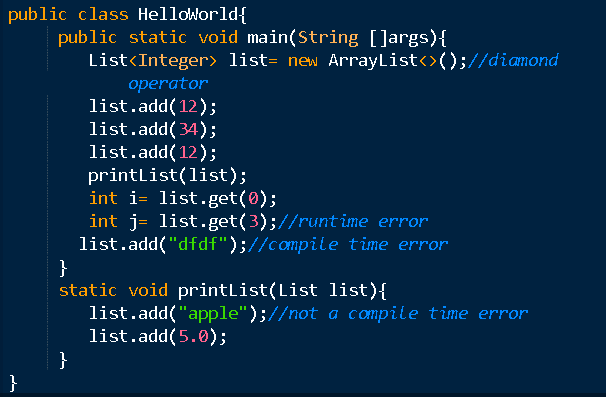 public class HelloWorld{
public static void main(String []args){
List<Integer> list= new ArrayList<>();//diamond
operator
list.add(12);
list.add(34);
list.add(12);
printList(list);
int i= list.get(0);
int j= list.get(3);//runtime error
list.add("dfdf");//compile time error
}
static void printList(List list){
list.add("apple");//not a compile time error
list.add(5.0);
}
}